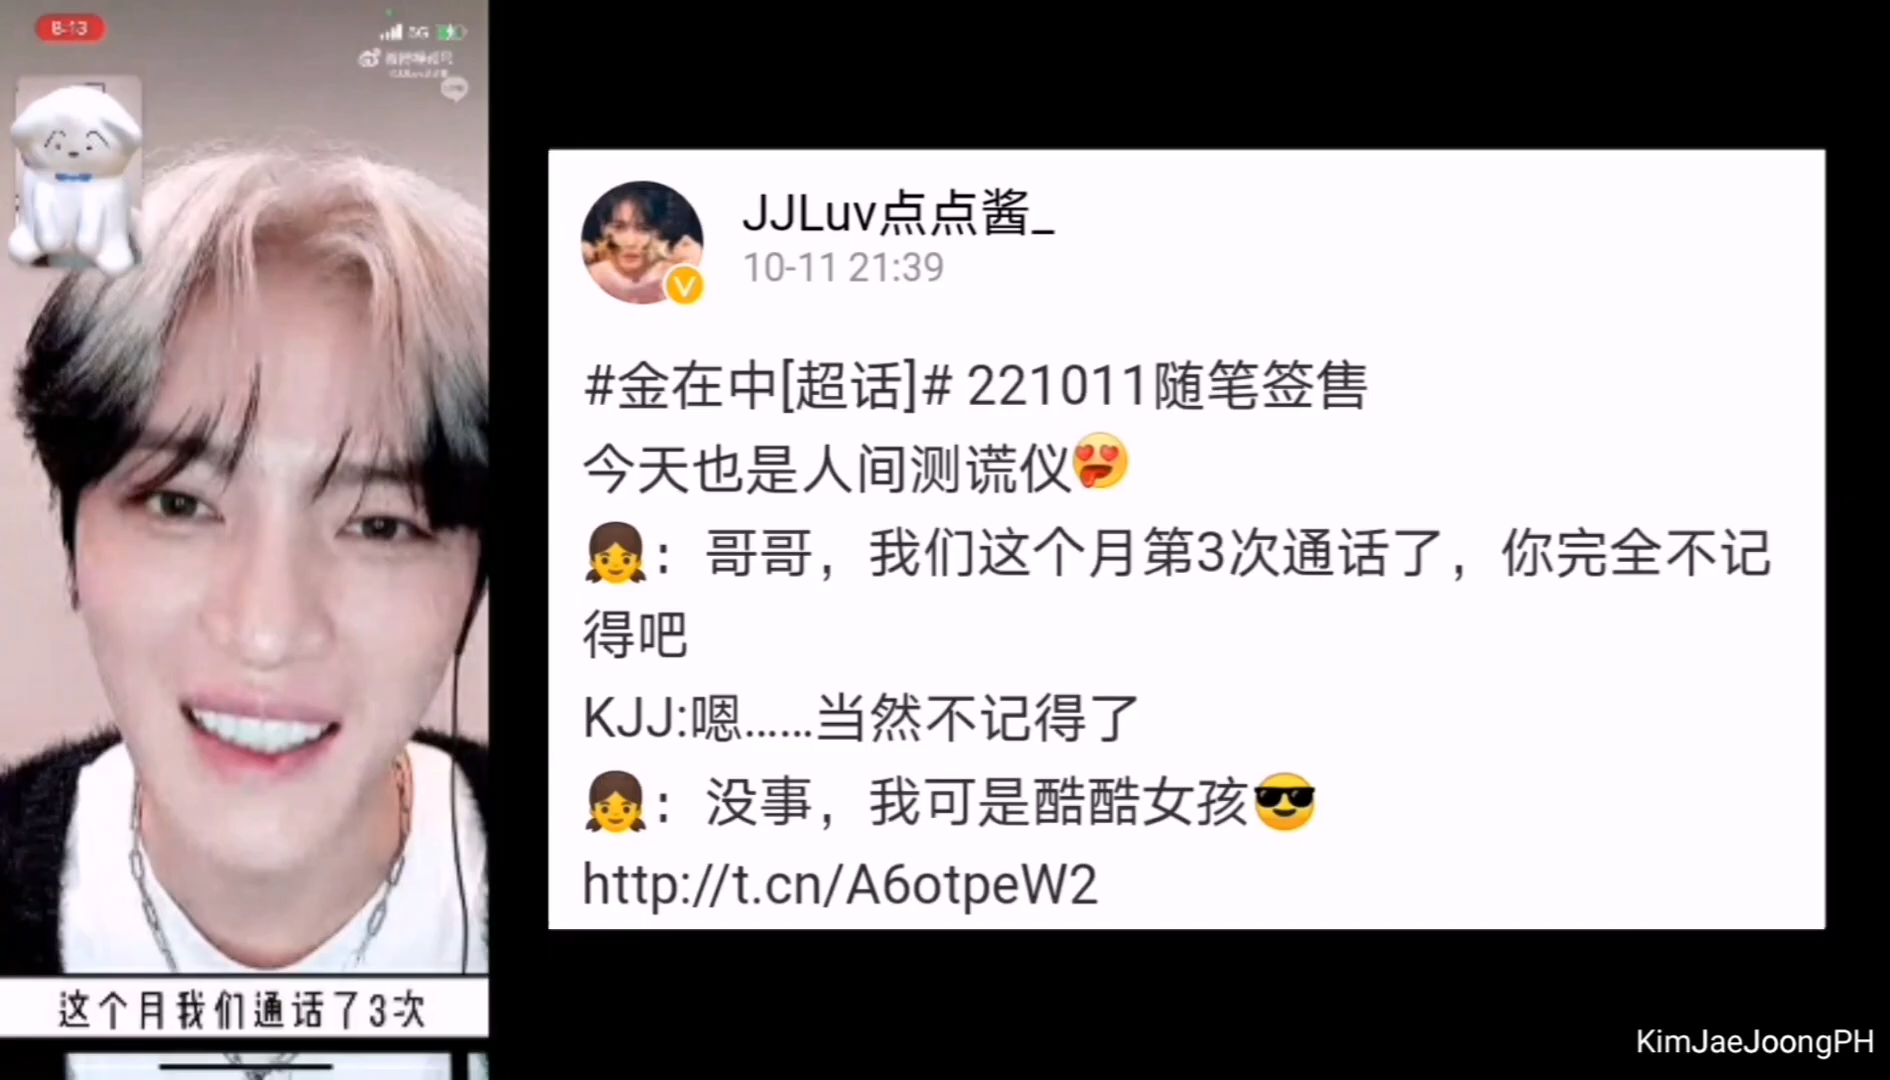 8:13
5G
JJLuv点点酱_
10-11 21:39
#金在中[超话]# 221011随笔签售
今天也是人间测谎仪😍
👧：哥哥，我们这个月第3次通话了，你完全不记
得吧
KJJ:嗯......当然不记得了
👧：没事，我可是酷酷女孩😎
http://t.cn/A6otpeW2
这个月我们通话了3次
KimJaeJoongPH